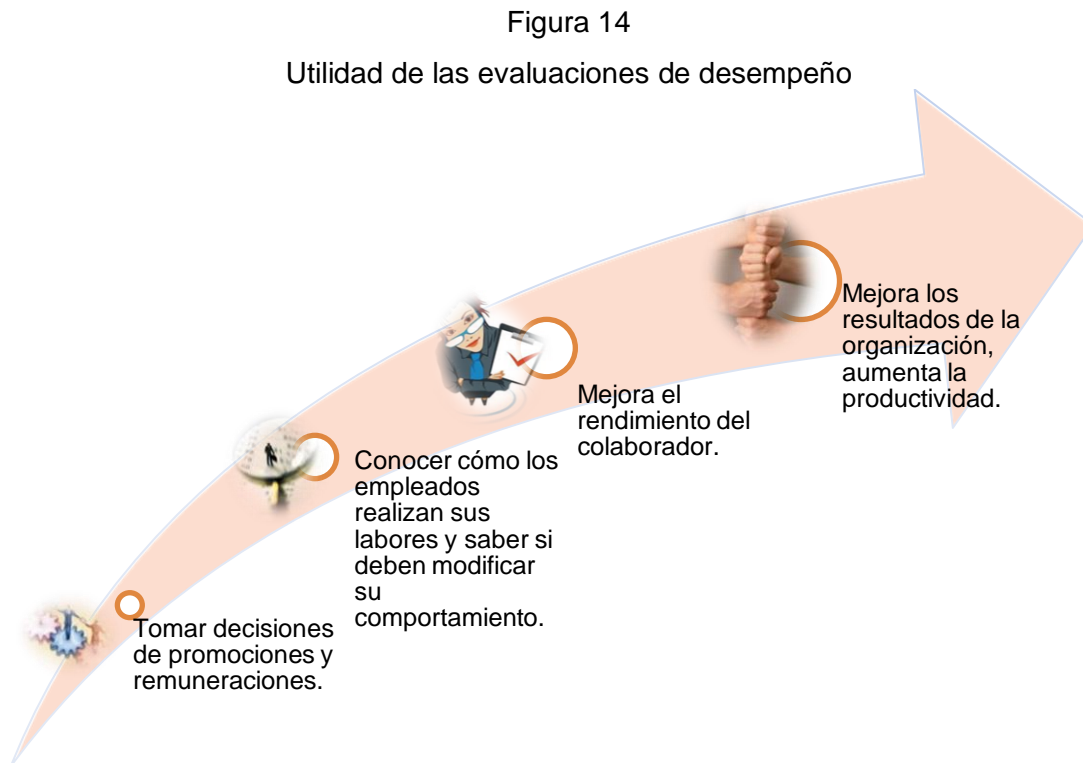 Figura 14
Utilidad de las evaluaciones de desempeño
Tomar decisiones
de promociones y
remuneraciones.
Conocer cómo los
empleados
realizan sus
labores y saber si
deben modificar
su
comportamiento.
Mejora el
rendimiento del
colaborador.
Mejora los
resultados de la
organización,
aumenta la
productividad.